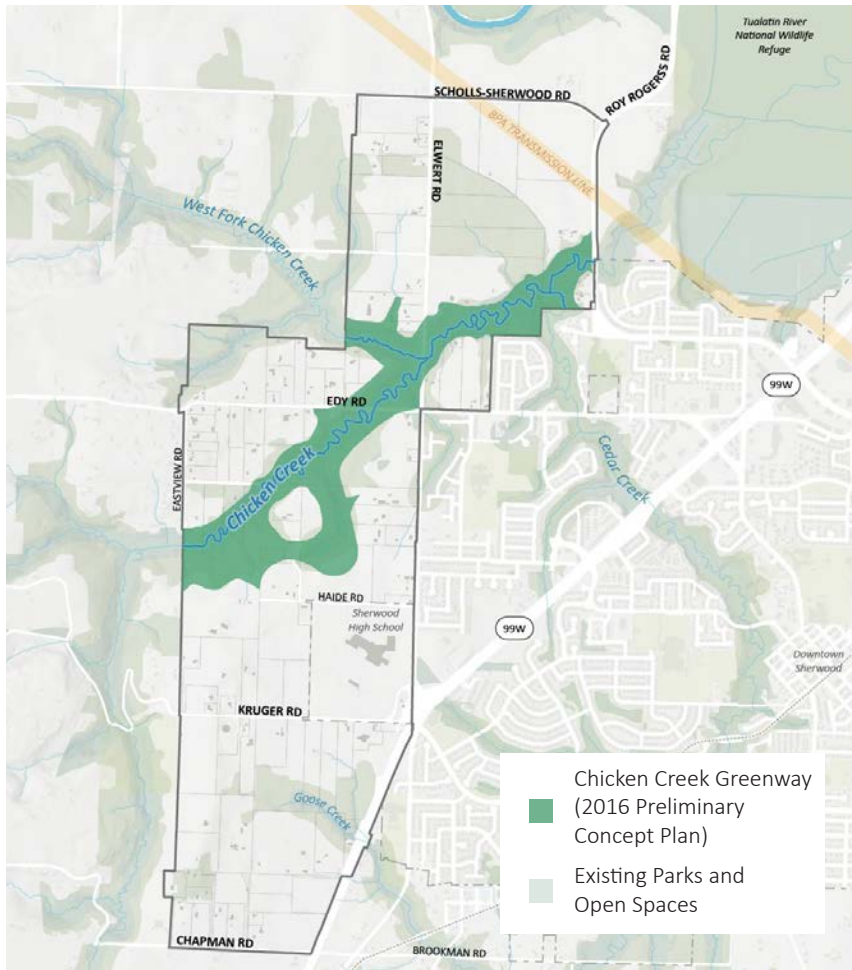 Tualatin River
National Wildlife
Refuge
SCHOLLS-SHERWOOD RD
ROY ROGERSS RD
BPA TRANSMISSION LINE
ELWERT RD
West Fork Chicken Creek
99W
EDY RD
EASTVIEW RD
Chicken Creek
Cedar Creek
HAIDE RD
Sherwood
High School
99W
Downtown
Sherwood
KRUGER RD
Goose Creek
Chicken Creek Greenway
(2016 Preliminary
Concept Plan)
Existing Parks and
Open Spaces
CHAPMAN RD
BROOKMAN RD